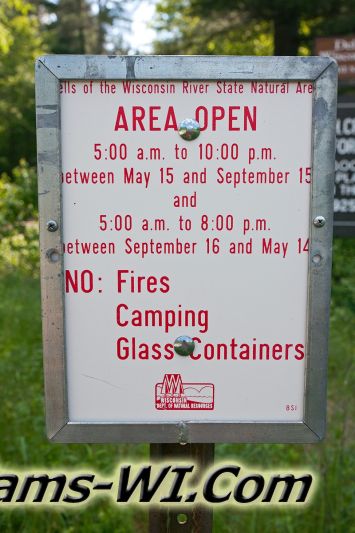 ells of the Wisconsin River State Natural Are
AREA OPEN
5:00 a.m. to 10:00 p.m.
between May 15 and September 15
and
5:00 a.m. to 8:00 p.m.
between September 16 and May 14
NO: Fires
Camping
Glass Containers
WISCONSIN
DEPT. OF NATURAL RESOURCES
8SI
ams-WI.Com